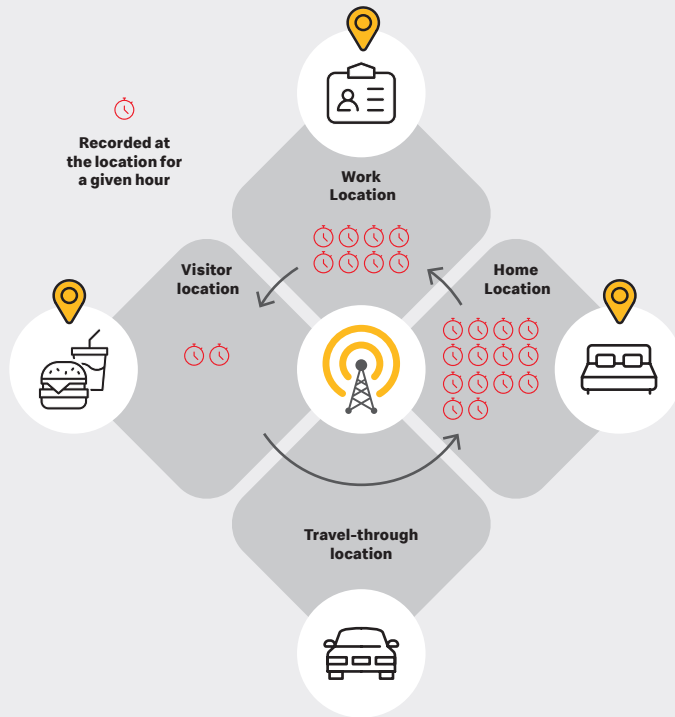 Recorded at
the location for
a given hour
Work
Location
Visitor
location
Home
Location
Travel-through
location